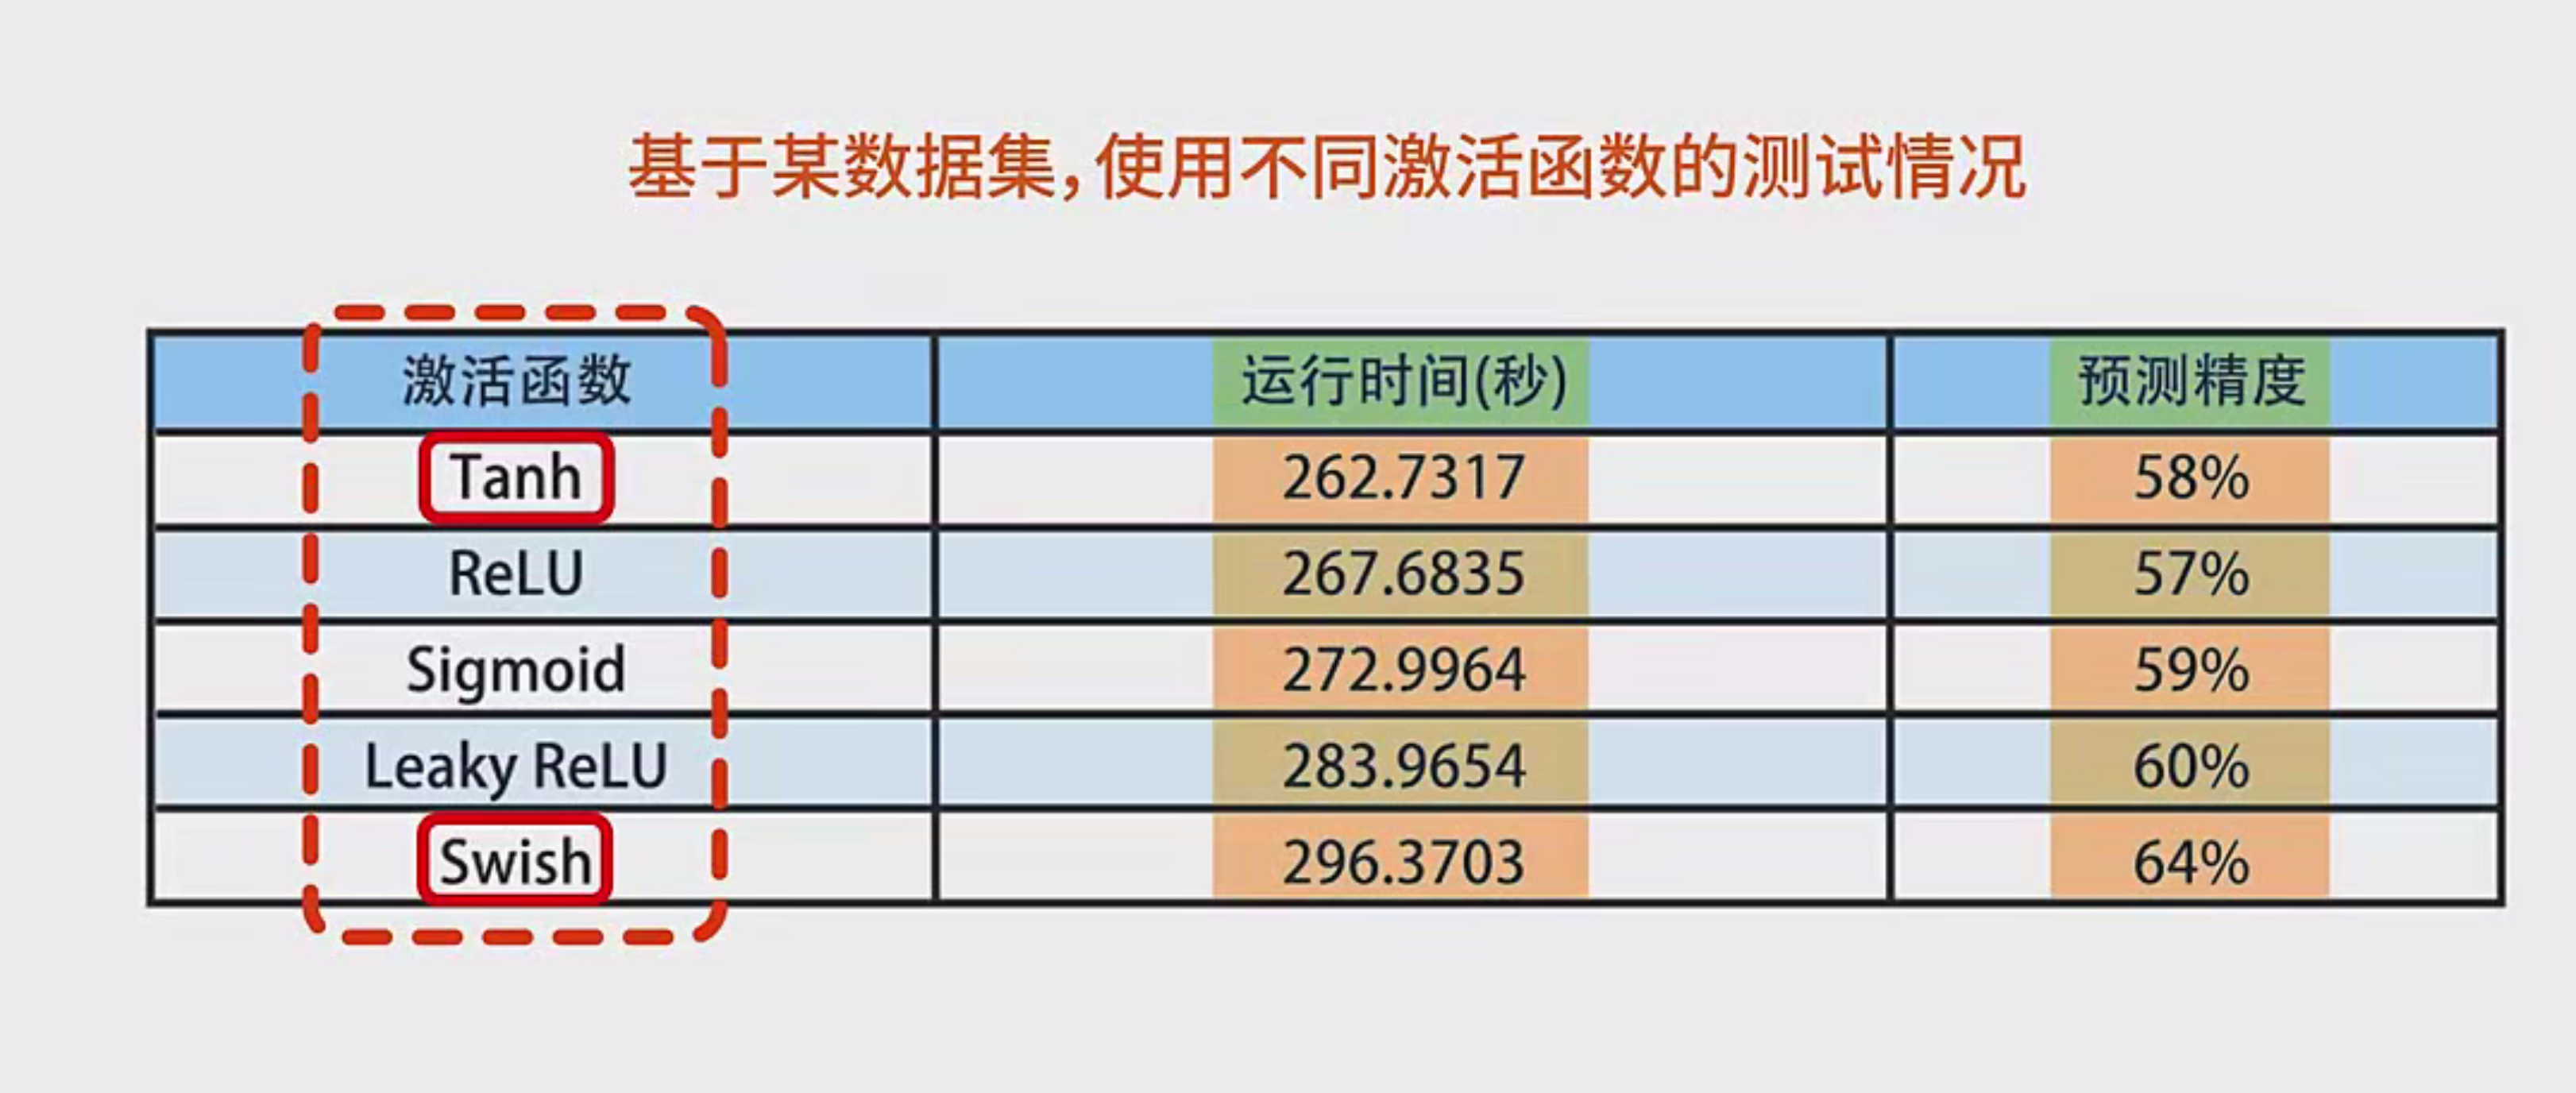 基于某数据集,使用不同激活函数的测试情况
激活函数 运行时间(秒) 预测精度
Tanh 262.7317 58%
ReLU 267.6835 57%
Sigmoid 272.9964 59%
Leaky ReLU 283.9654 60%
Swish 296.3703 64%